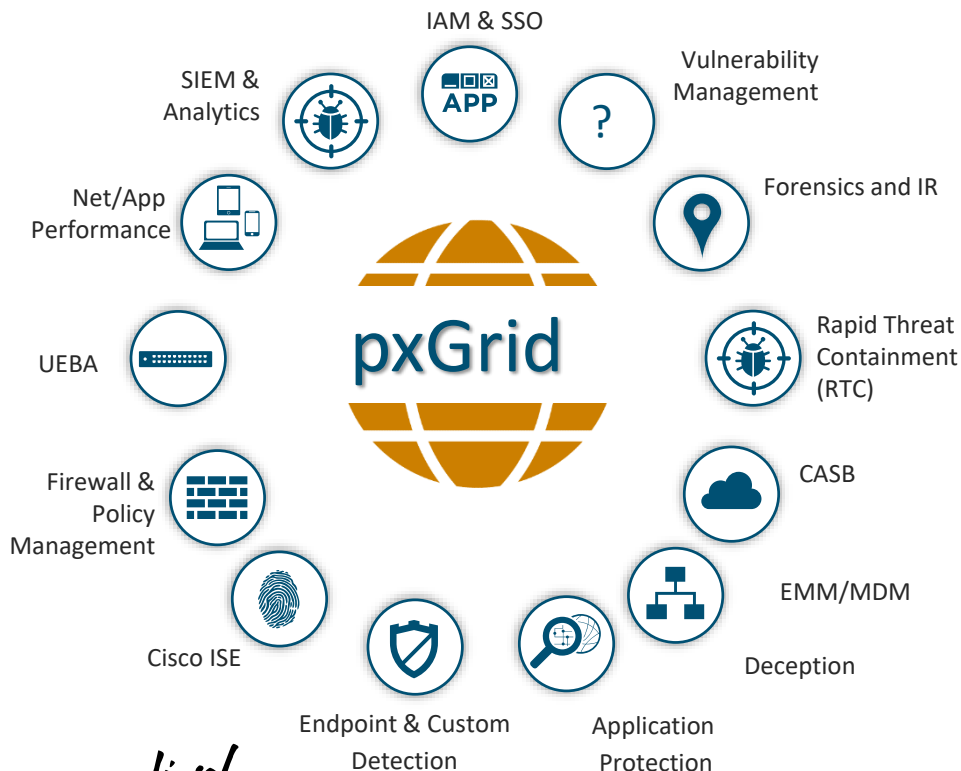 IAM & SSO
APP
Vulnerability
Management
?
SIEM &
Analytics
Forensics and IR
Net/App
Performance
pxGrid
Rapid Threat
Containment
(RTC)
UEBA
CASB
Firewall &
Policy
Management
EMM/MDM
Cisco ISE
Deception
Endpoint & Custom
Detection
Application
Protection